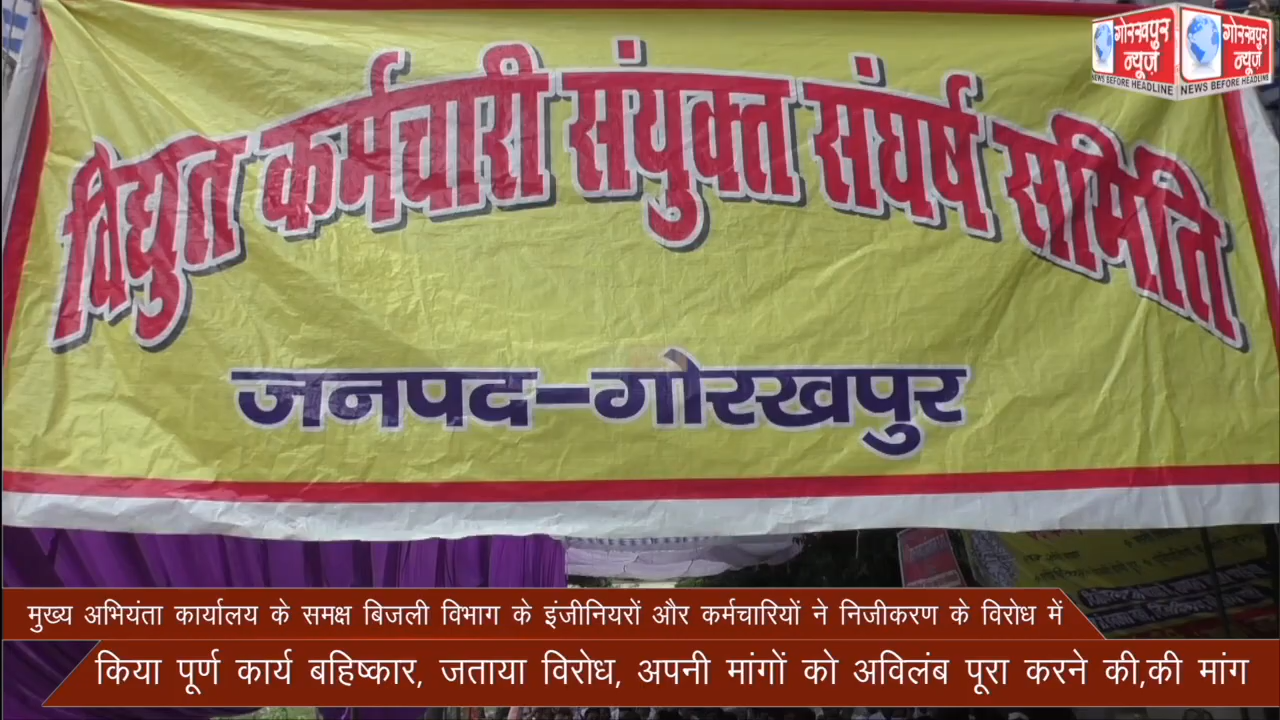 गोरखपुर
न्यूज़
NEWS BEFORE HEADLINE
गोरखपुर
न्यूज़
NEWS BEFORE HEADLINE
विद्युत कर्मचारी संयुक्त संघर्ष समिति
जनपद-गोरखपुर
मुख्य अभियंता कार्यालय के समक्ष बिजली विभाग के इंजीनियरों और कर्मचारियों ने निजीकरण के विरोध में
किया पूर्ण कार्य बहिष्कार, जताया विरोध, अपनी मांगों को अविलंब पूरा करने की,की मांग